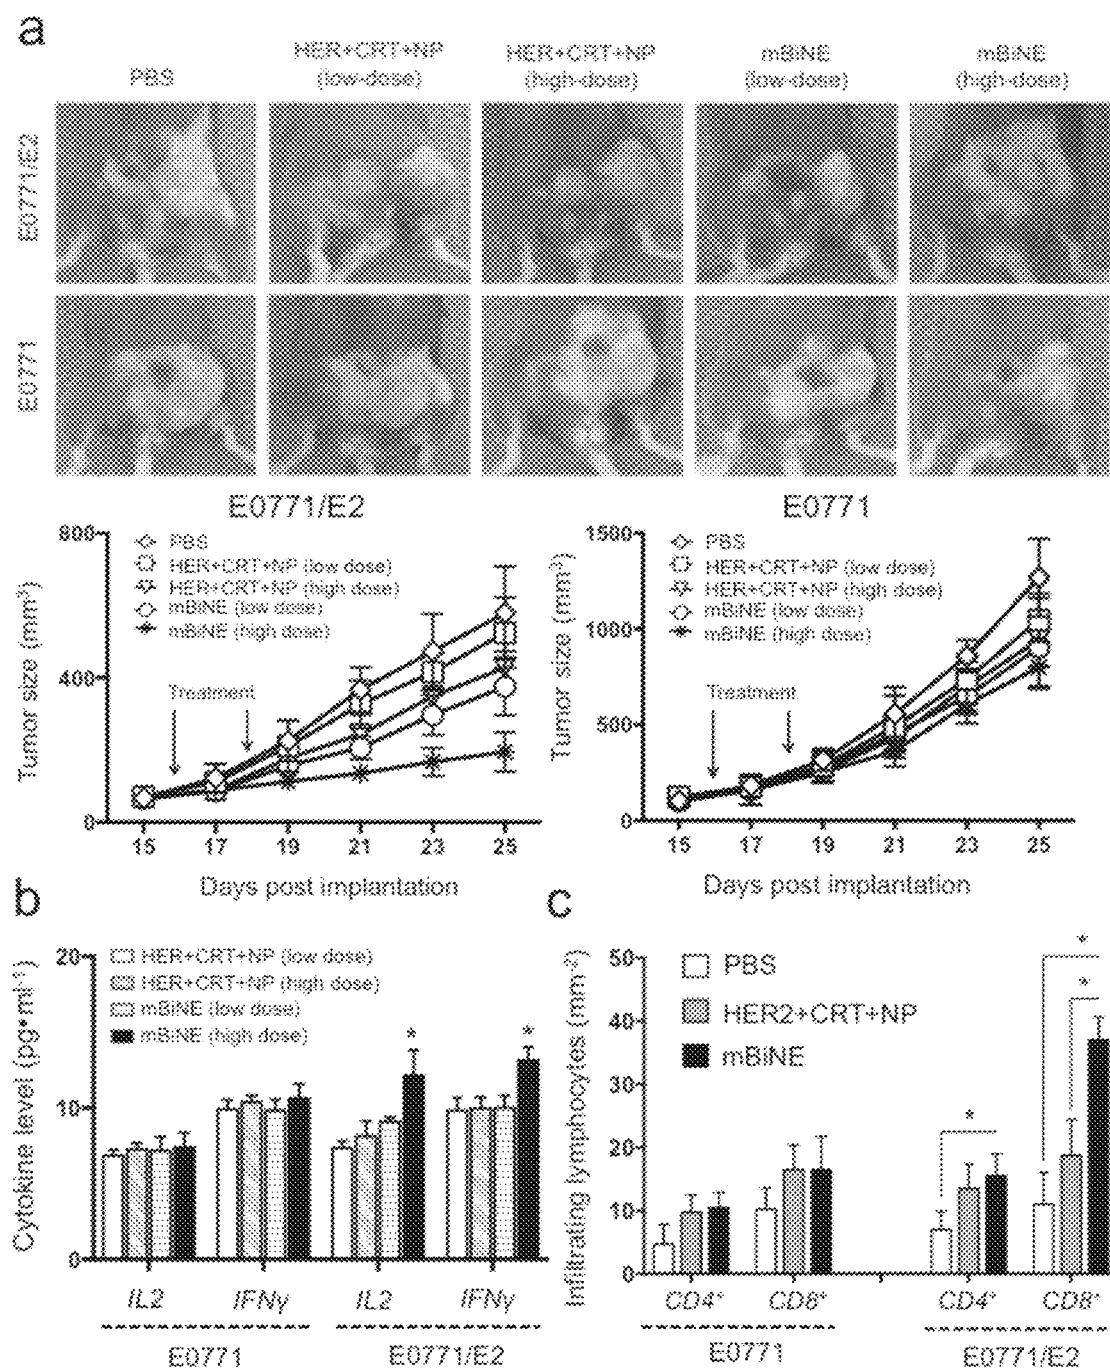 a
PBS
HER+CRT+NP
(low-dose)
HER+CRT+NP
(high-dose)
mBiNE
(low-dose)
mBiNE
(high-dose)
E0771/E2
E0771
E0771/E2
800
400
0
Tumor size (mm³)
PBS
HER+CRT+NP (low dose)
HER+CRT+NP (high dose)
mBiNE (low dose)
mBiNE (high dose)
Treatment
15 17 19 21 23 25
Days post implantation
E0771
1500
1000
500
0
Tumor size (mm³)
PBS
HER+CRT+NP (low dose)
HER+CRT+NP (high dose)
mBiNE (low dose)
mBiNE (high dose)
Treatment
15 17 19 21 23 25
Days post implantation
b
20
10
0
Cytokine level (pg•ml⁻¹)
HER+CRT+NP (low dose)
HER+CRT+NP (high dose)
mBiNE (low dose)
mBiNE (high dose)
* *
IL2 IFNγ IL2 IFNγ
E0771 E0771/E2
c
50
40
30
20
10
0
Infiltrating lymphocytes (mm⁻²)
PBS
HER2+CRT+NP
mBiNE
*
*
*
CD4⁺ CD8⁺ CD4⁺ CD8⁺
E0771 E0771/E2